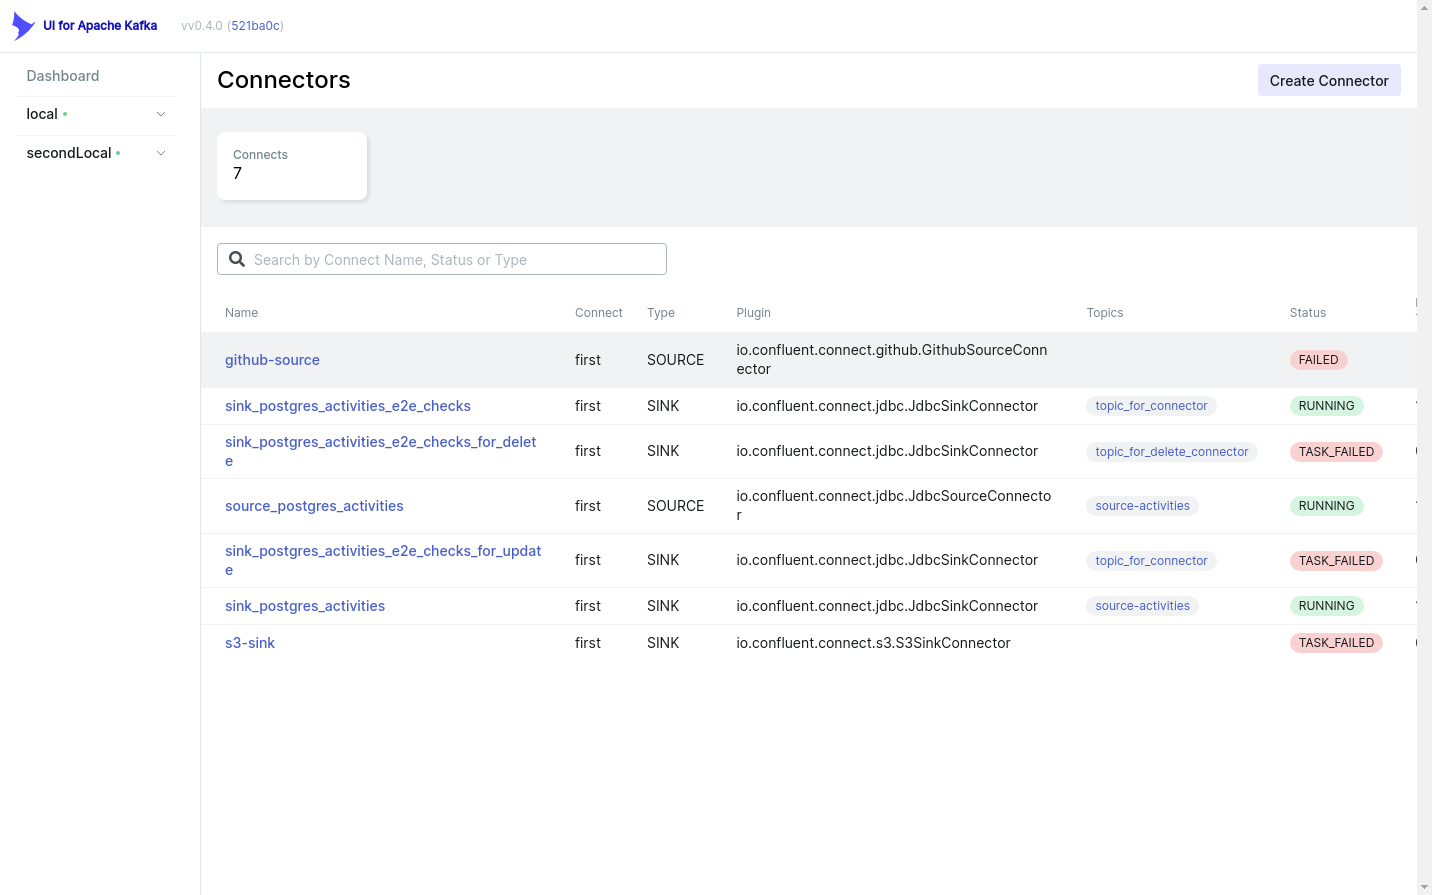 UI for Apache Kafka vv0.4.0 (521ba0c)
Dashboard
local
secondLocal
Connectors
Create Connector
Connects
7
Search by Connect Name, Status or Type
Name Connect Type Plugin Topics Status
github-source first SOURCE io.confluent.connect.github.GithubSourceConn
ector FAILED
sink_postgres_activities_e2e_checks first SINK io.confluent.connect.jdbc.JdbcSinkConnector topic_for_connector RUNNING
sink_postgres_activities_e2e_checks_for_delet
e first SINK io.confluent.connect.jdbc.JdbcSinkConnector topic_for_delete_connector TASK_FAILED
source_postgres_activities first SOURCE io.confluent.connect.jdbc.JdbcSourceConnecto
r source-activities RUNNING
sink_postgres_activities_e2e_checks_for_updat
e first SINK io.confluent.connect.jdbc.JdbcSinkConnector topic_for_connector TASK_FAILED
sink_postgres_activities first SINK io.confluent.connect.jdbc.JdbcSinkConnector source-activities RUNNING
s3-sink first SINK io.confluent.connect.s3.S3SinkConnector TASK_FAILED